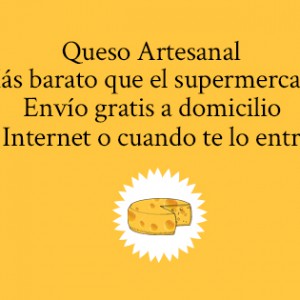 Queso Artesanal
ás barato que el supermerca
Envío gratis a domicilio
Internet o cuando te lo entr